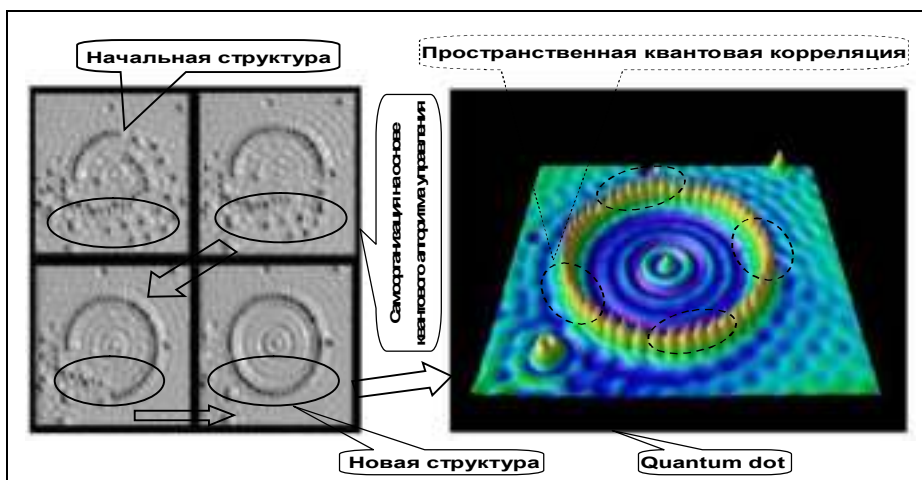 Начальная структура
Пространственная квантовая корреляция
Самоорганизация на основе
квантового алгоритма управления
Новая структура
Quantum dot